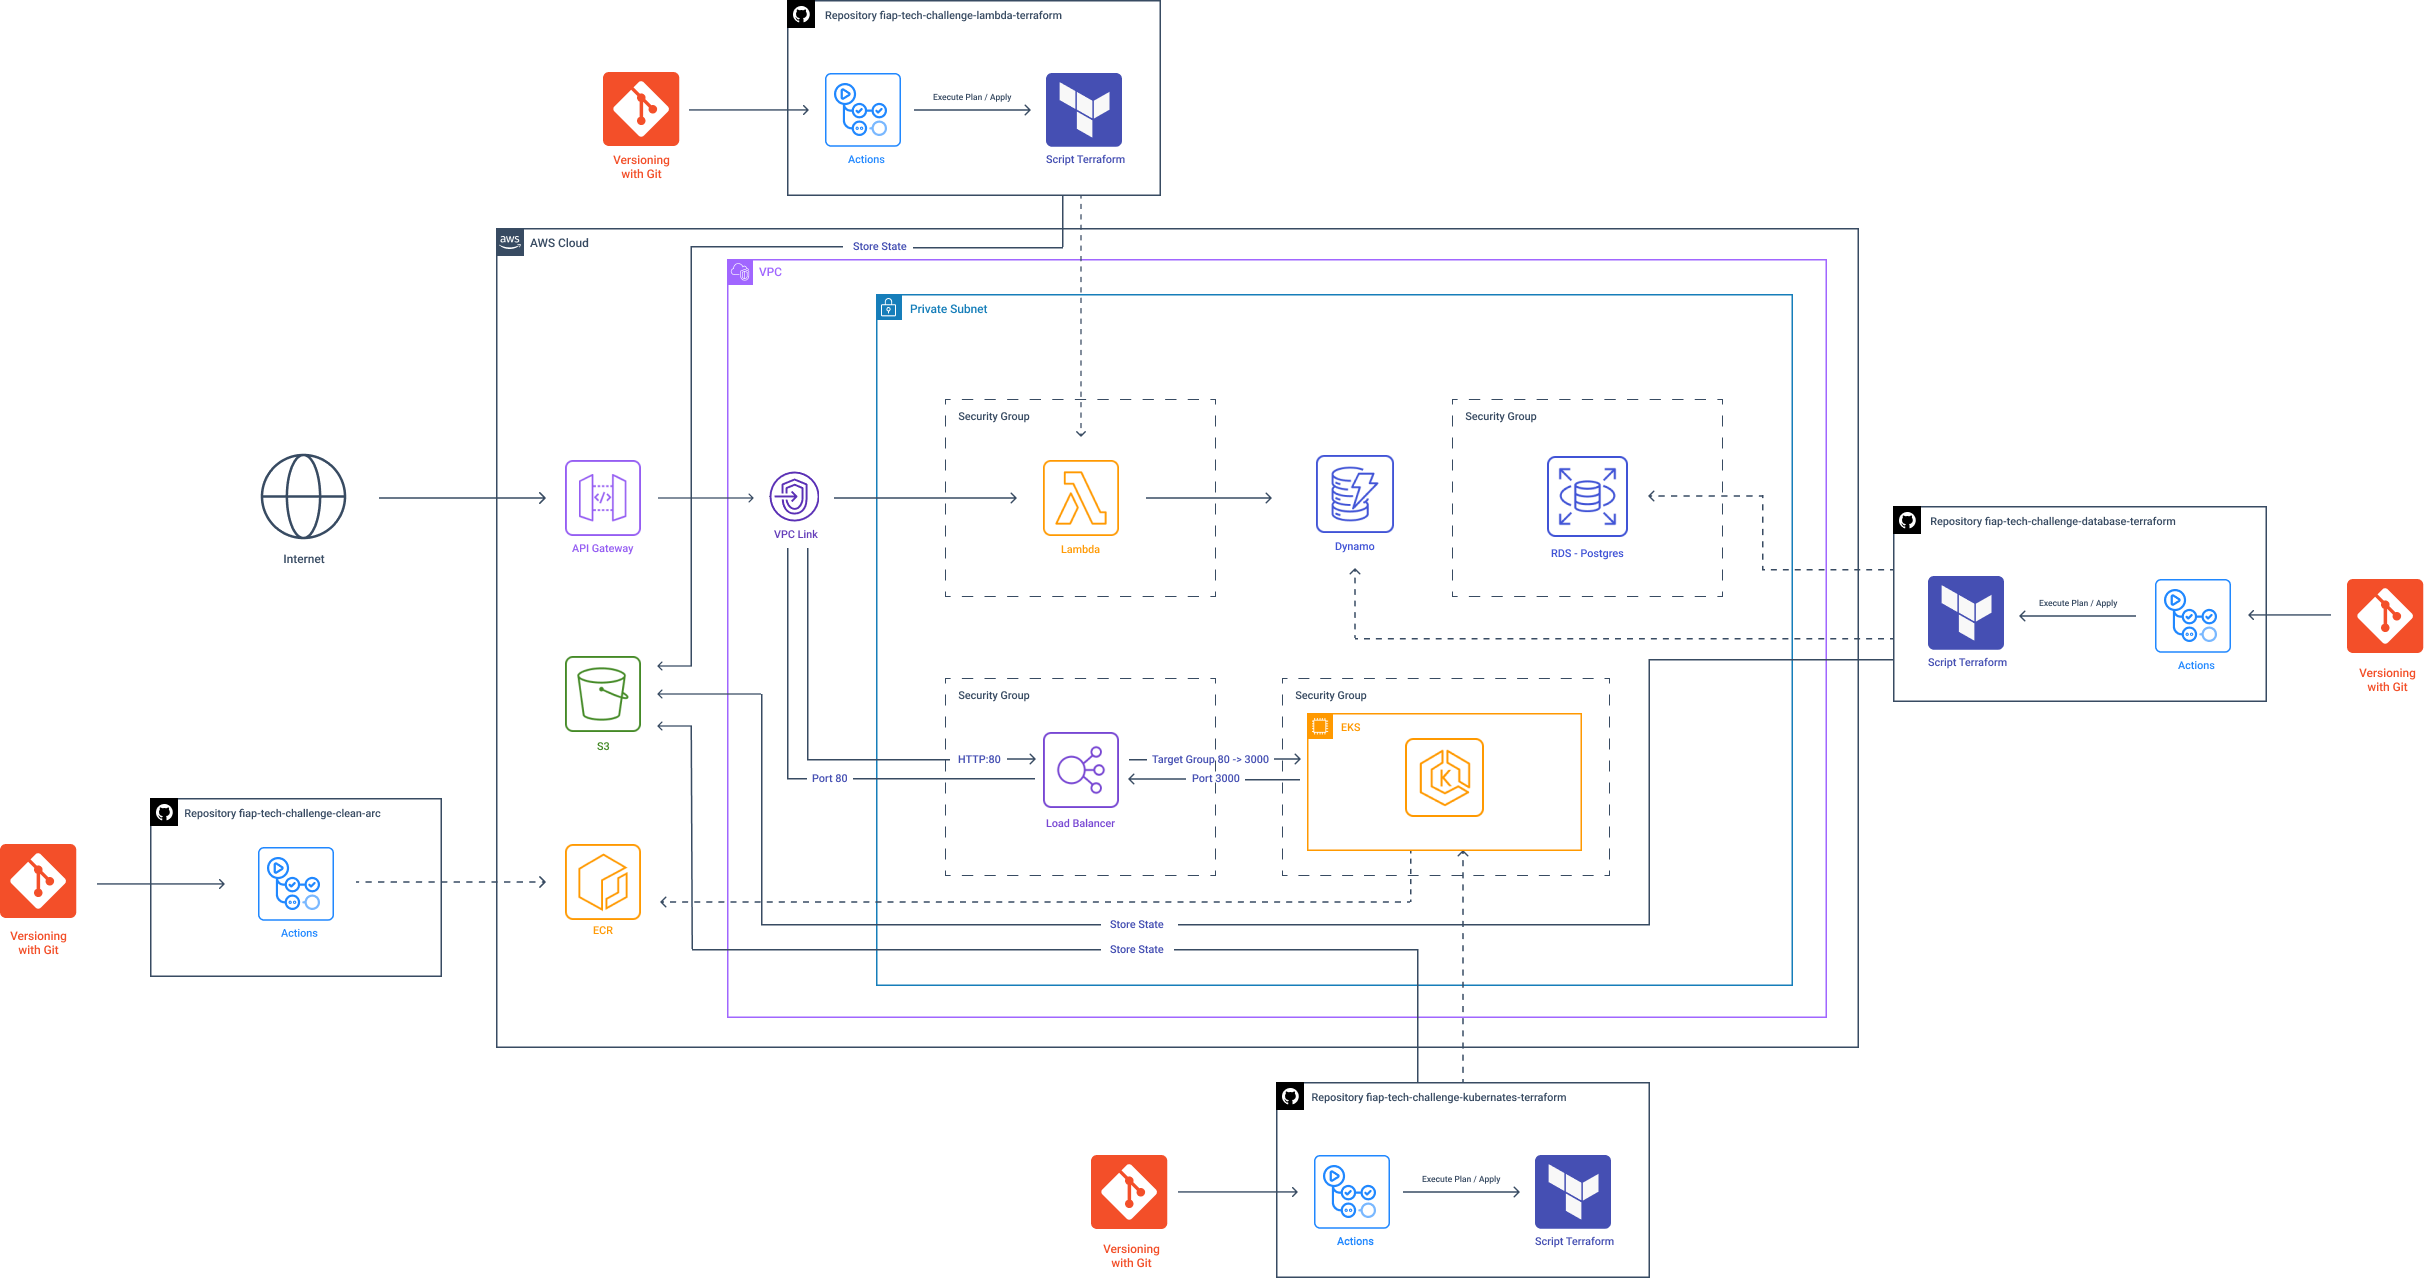 Repository fiap-tech-challenge-lambda-terraform
Execute Plan / Apply
Versioning
with Git
Actions
Script Terraform
aws
AWS Cloud
Store State
VPC
Private Subnet
Security Group
Security Group
Internet
API Gateway
VPC Link
Lambda
Dynamo
RDS - Postgres
Repository fiap-tech-challenge-database-terraform
Execute Plan / Apply
Script Terraform
Actions
Versioning
with Git
S3
Security Group
Security Group
EKS
HTTP:80
Target Group 80 -> 3000
Port 80
Port 3000
K
Load Balancer
Repository fiap-tech-challenge-clean-arc
Versioning
with Git
Actions
ECR
Store State
Store State
Repository fiap-tech-challenge-kubernates-terraform
Execute Plan / Apply
Versioning
with Git
Actions
Script Terraform